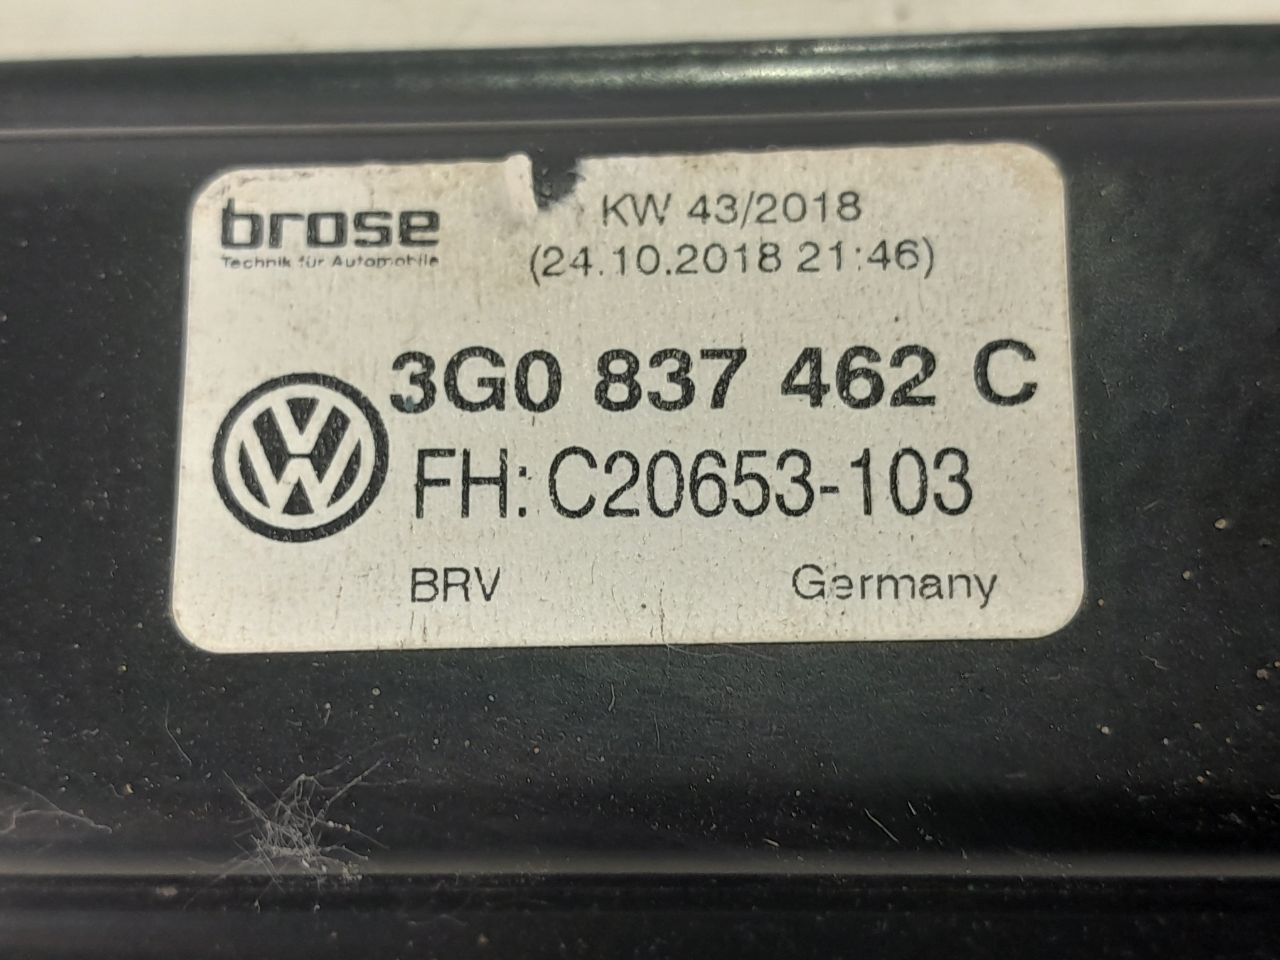 brose
Technik für Automobile
KW 43/2018
(24.10.2018 21:46)
3G0 837 462 C
FH: C20653-103
BRV
Germany